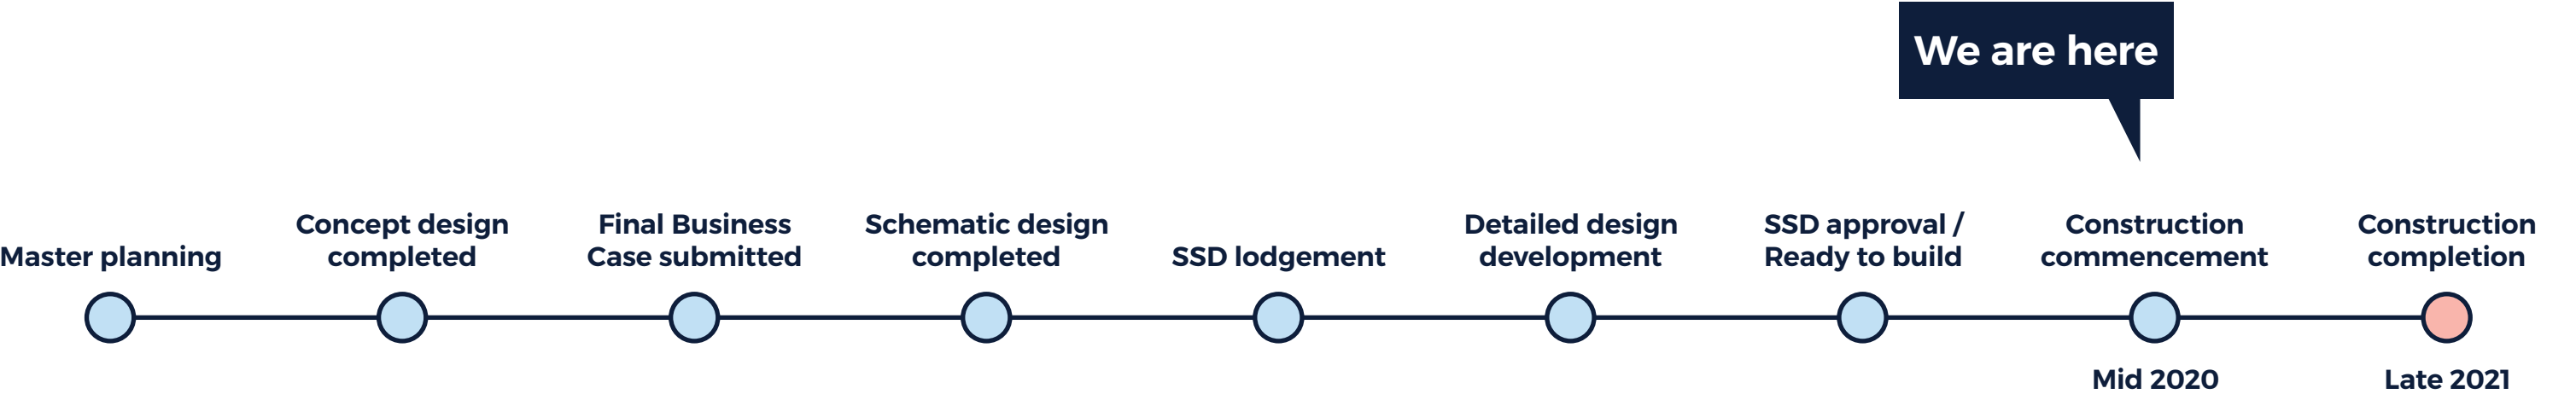 We are here
Master planning
Concept design
completed
Final Business
Case submitted
Schematic design
completed
SSD lodgement
Detailed design
development
SSD approval /
Ready to build
Construction
commencement
Construction
completion
Mid 2020
Late 2021